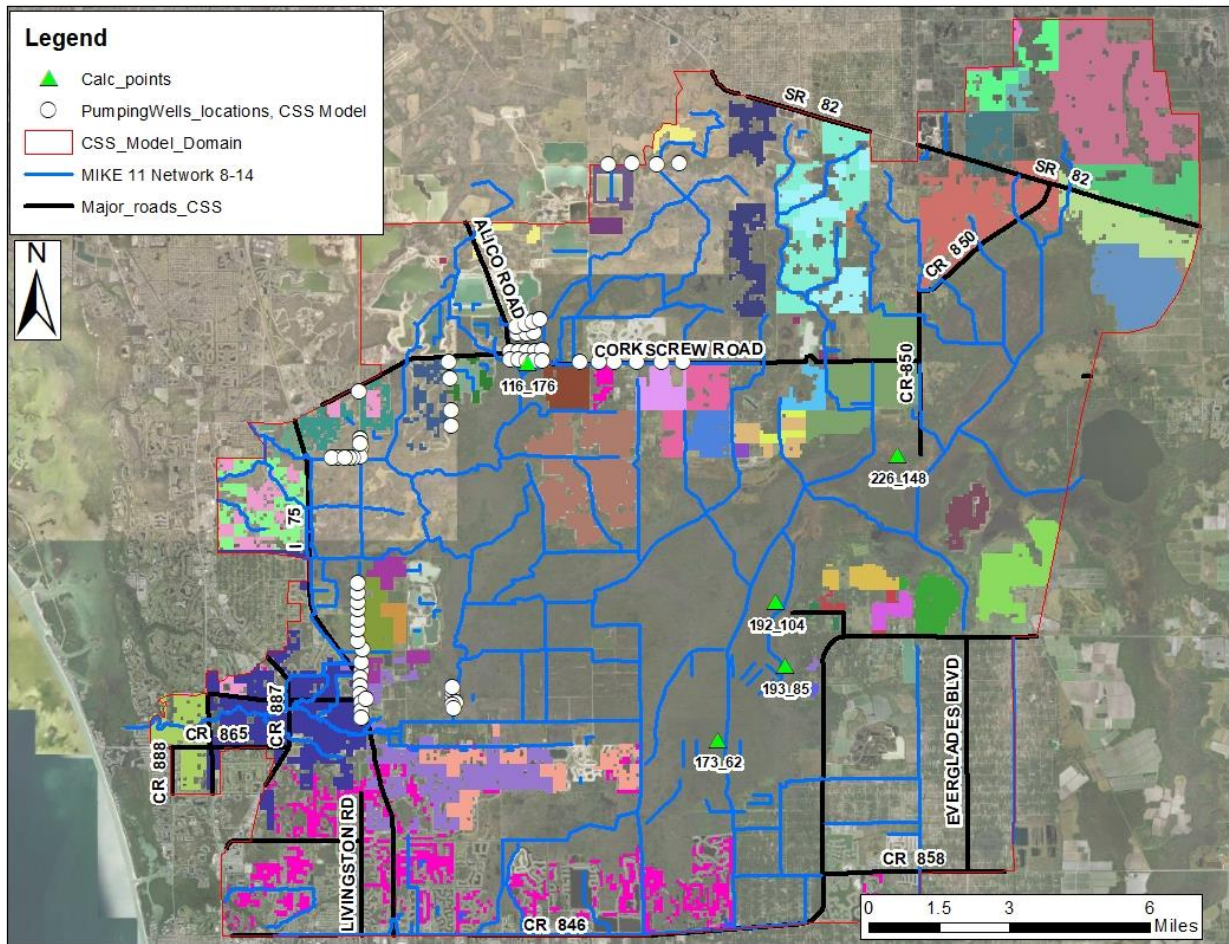 Legend
Calc_points
PumpingWells_locations, CSS Model
CSS_Model_Domain
MIKE 11 Network 8-14
Major_roads_CSS
N
SR 82
SR 82
ALICO ROAD
CR 850
CORKSCREW ROAD
CR-850
116_176
226_148
I 75
192_104
193_85
CR 887
CR 865
CR 888
173_62
EVERGLADES BLVD
LIVINGSTON RD
CR 858
CR 846
0 1.5 3 6
Miles